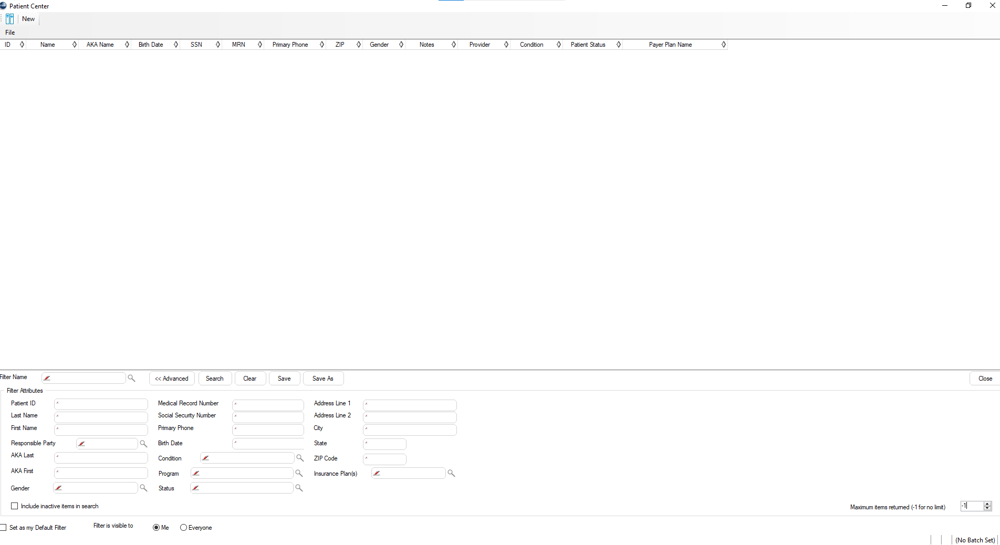 Patient Center
New
File
ID Name AKA Name Birth Date SSN MRN Primary Phone ZIP Gender Notes Provider Condition Patient Status Payer Plan Name
Filter Name << Advanced Search Clear Save Save As Close
Filter Attributes
Patient ID Medical Record Number Address Line 1
Last Name Social Security Number Address Line 2
First Name Primary Phone City
Responsible Party Birth Date State
AKA Last Condition ZIP Code
AKA First Program Insurance Plan(s)
Gender Status
Include inactive items in search Maximum items returned (-1 for no limit) -1
Set as my Default Filter Filter is visible to Me Everyone
(No Batch Set)